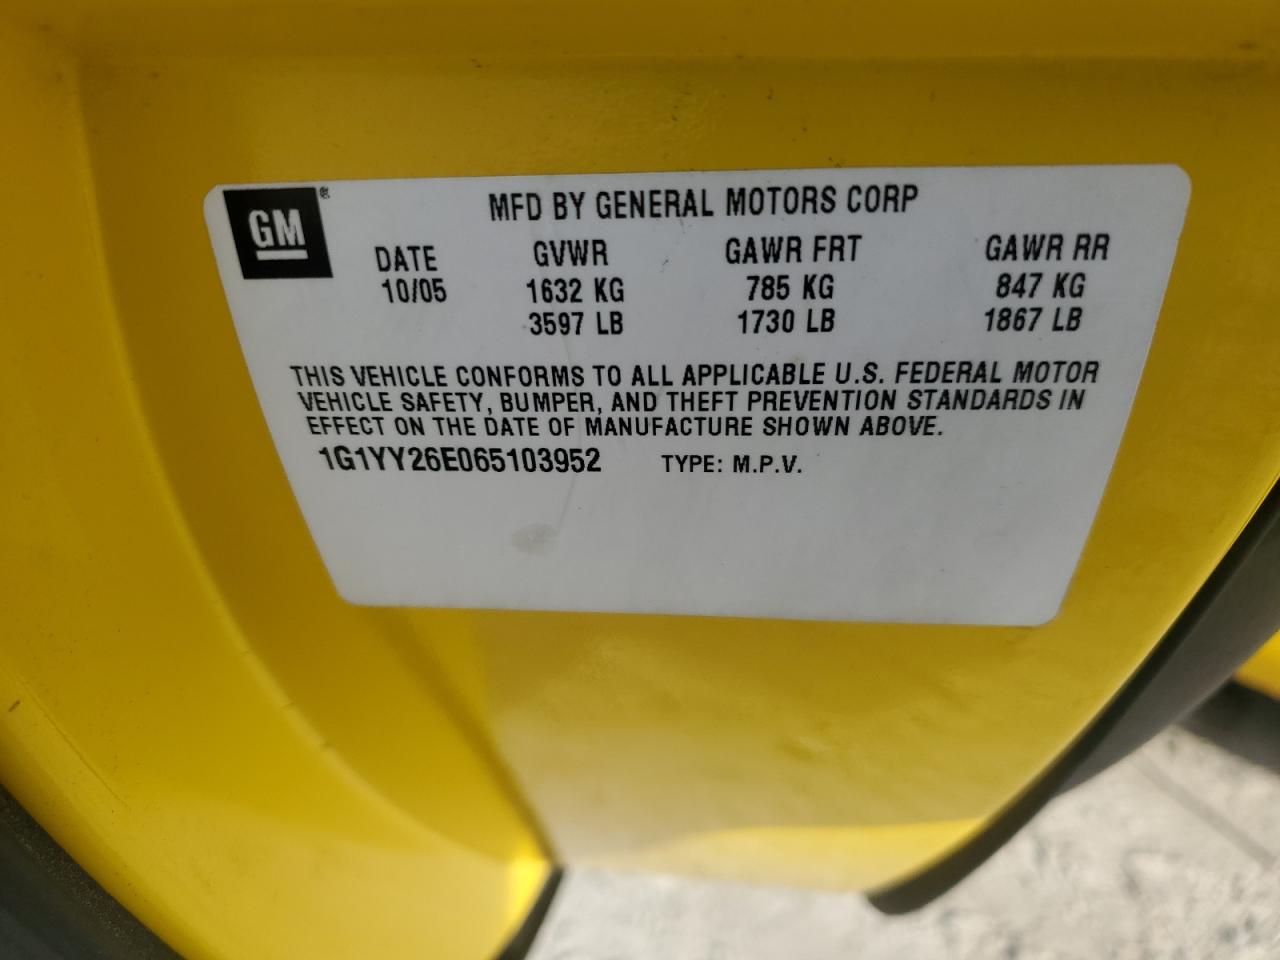 GM®
MFD BY GENERAL MOTORS CORP
DATE GVWR GAWR FRT GAWR RR
10/05 1632 KG 785 KG 847 KG
3597 LB 1730 LB 1867 LB
THIS VEHICLE CONFORMS TO ALL APPLICABLE U.S. FEDERAL MOTOR
VEHICLE SAFETY, BUMPER, AND THEFT PREVENTION STANDARDS IN
EFFECT ON THE DATE OF MANUFACTURE SHOWN ABOVE.
1G1YY26E065103952 TYPE: M.P.V.